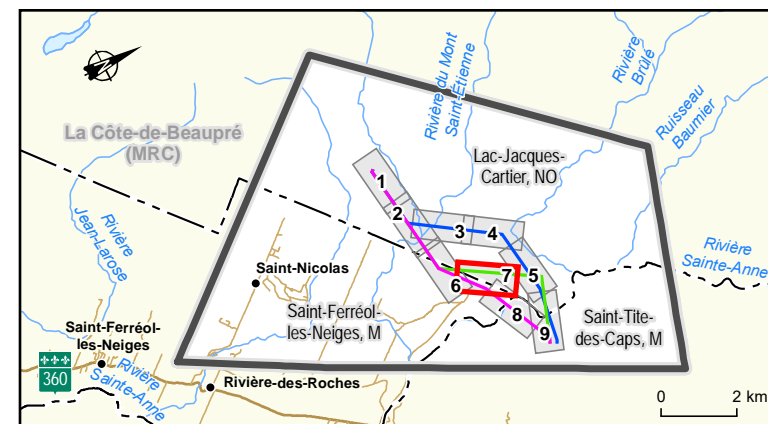 Rivière du Mont
Saint-Étienne
Rivière
Brûlé
Ruisseau
Baumier
La Côte-de-Beaupré
(MRC)
Lac-Jacques-
Cartier, NO
1
2
3
4
5
6
7
8
9
Rivière
Jean-Larose
Rivière
Sainte-Anne
Saint-Nicolas
Saint-Ferréol-
les-Neiges, M
Saint-Tite-
des-Caps, M
Saint-Ferréol-
les-Neiges
360
Rivière
Sainte-Anne
Rivière-des-Roches
0 2 km